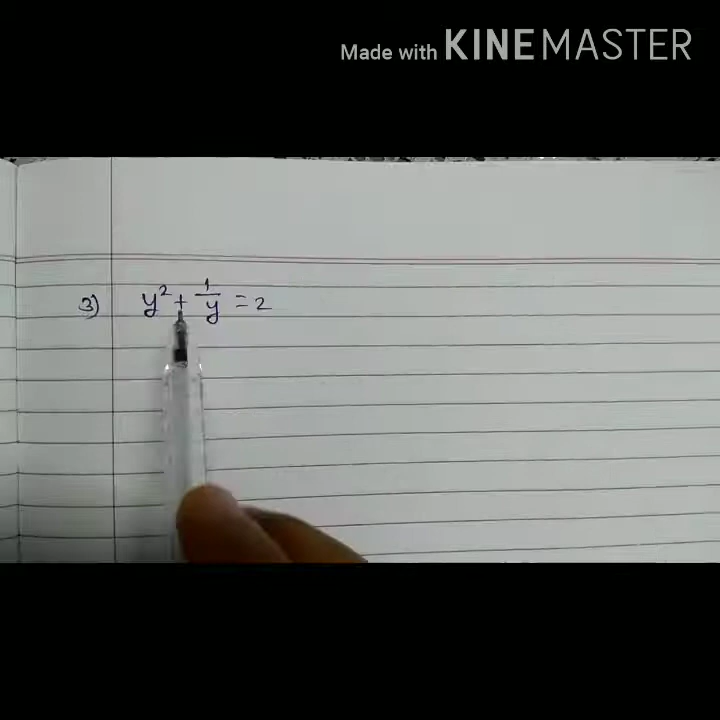 Made with KINEMASTER
3) y² + 1/y = 2